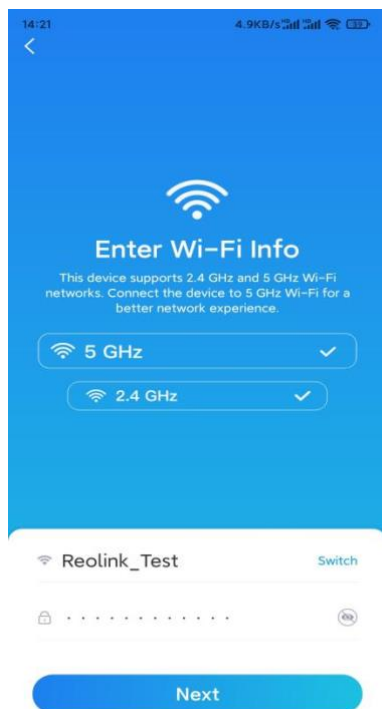 14:21
4.9KB/s
Enter Wi-Fi Info
This device supports 2.4 GHz and 5 GHz Wi-Fi
networks. Connect the device to 5 GHz Wi-Fi for a
better network experience.
5 GHz
2.4 GHz
Reolink_Test
Switch
Next